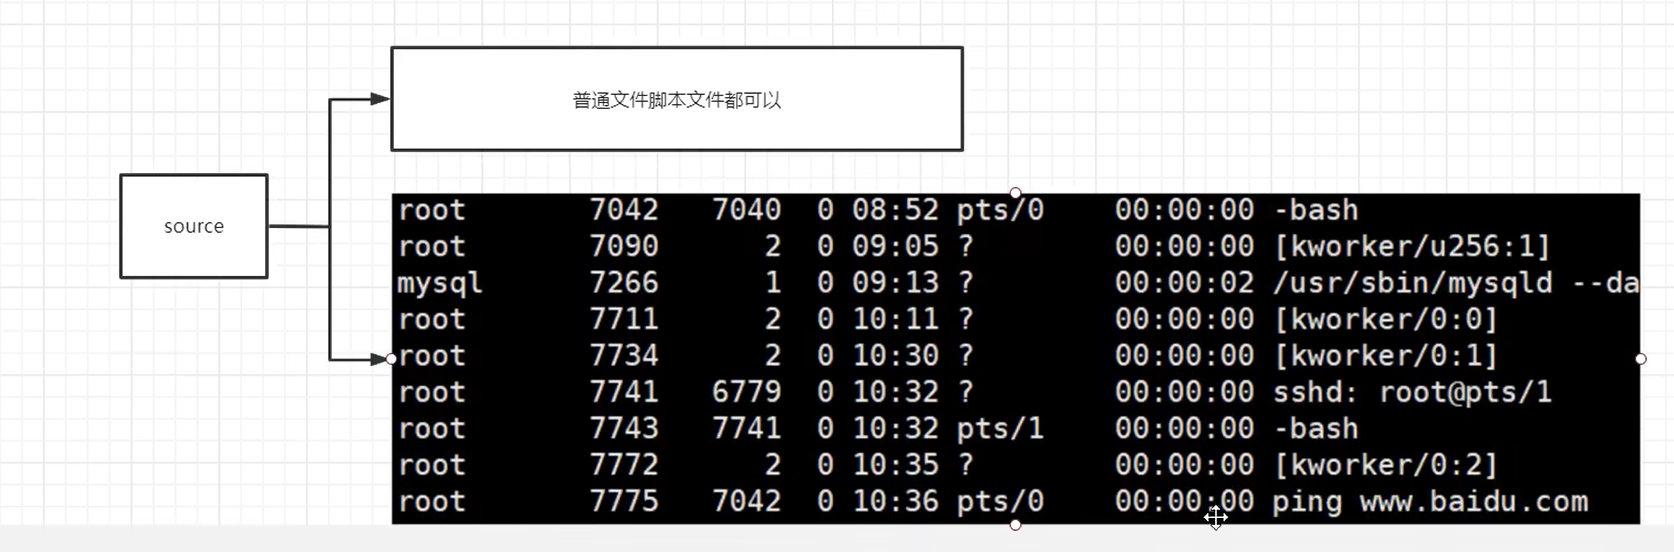 普通文件脚本文件都可以
source
root 7042 7040 0 08:52 pts/0 00:00:00 -bash
root 7090 2 0 09:05 ? 00:00:00 [kworker/u256:1]
mysql 7266 1 0 09:13 ? 00:00:02 /usr/sbin/mysqld --da
root 7711 2 0 10:11 ? 00:00:00 [kworker/0:0]
root 7734 2 0 10:30 ? 00:00:00 [kworker/0:1]
root 7741 6779 0 10:32 ? 00:00:00 sshd: root@pts/1
root 7743 7741 0 10:32 pts/1 00:00:00 -bash
root 7772 2 0 10:35 ? 00:00:00 [kworker/0:2]
root 7775 7042 0 10:36 pts/0 00:00:00 ping www.baidu.com